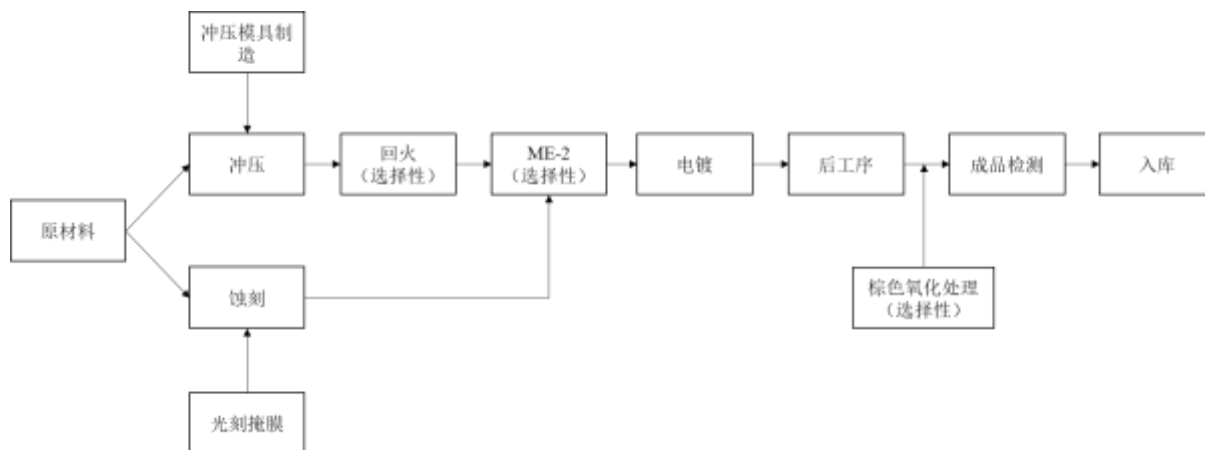 冲压模具制
造
冲压
回火
(选择性)
ME-2
(选择性)
电镀
后工序
成品检测
入库
原材料
蚀刻
棕色氧化处理
(选择性)
光刻掩膜